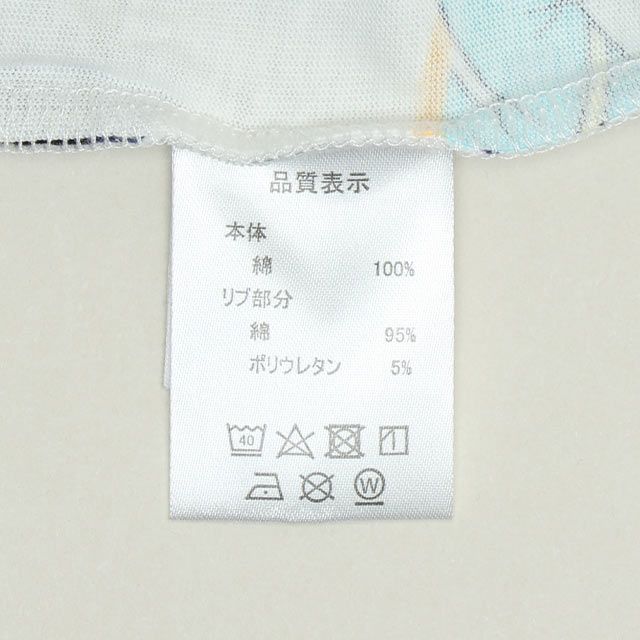 品質表示
本体
綿 100%
リブ部分
綿 95%
ポリウレタン 5%
40
W